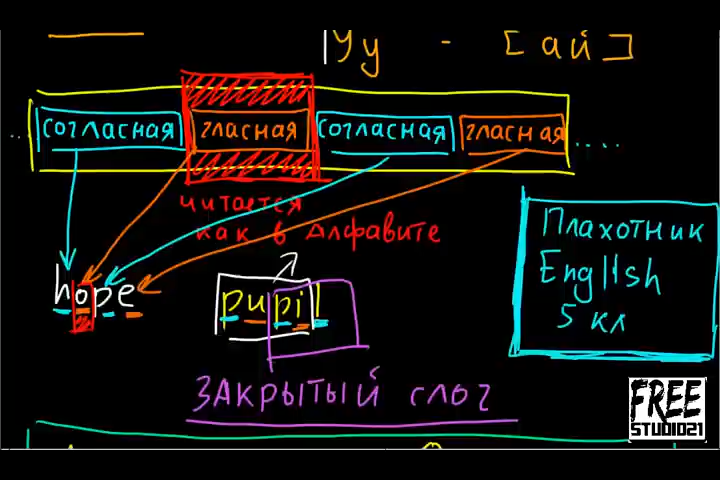 Yy - [ай]
... согласная гласная согласная гласная ....
читается
как в Алфавите
hope
pupil
Плахотник
English
5 кл
ЗАКРЫТЫЙ слог
FREE
STUDIO21